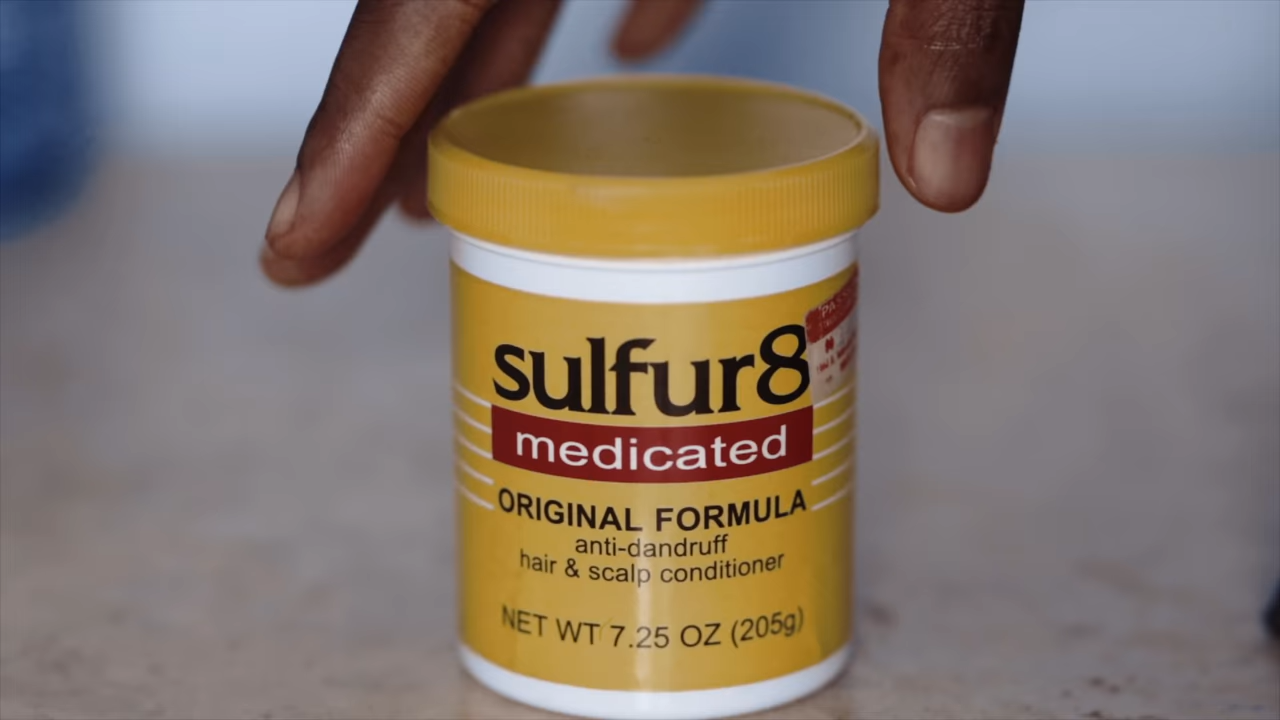 sulfur8
medicated
ORIGINAL FORMULA
anti-dandruff
hair & scalp conditioner
NET WT 7.25 OZ (205g)